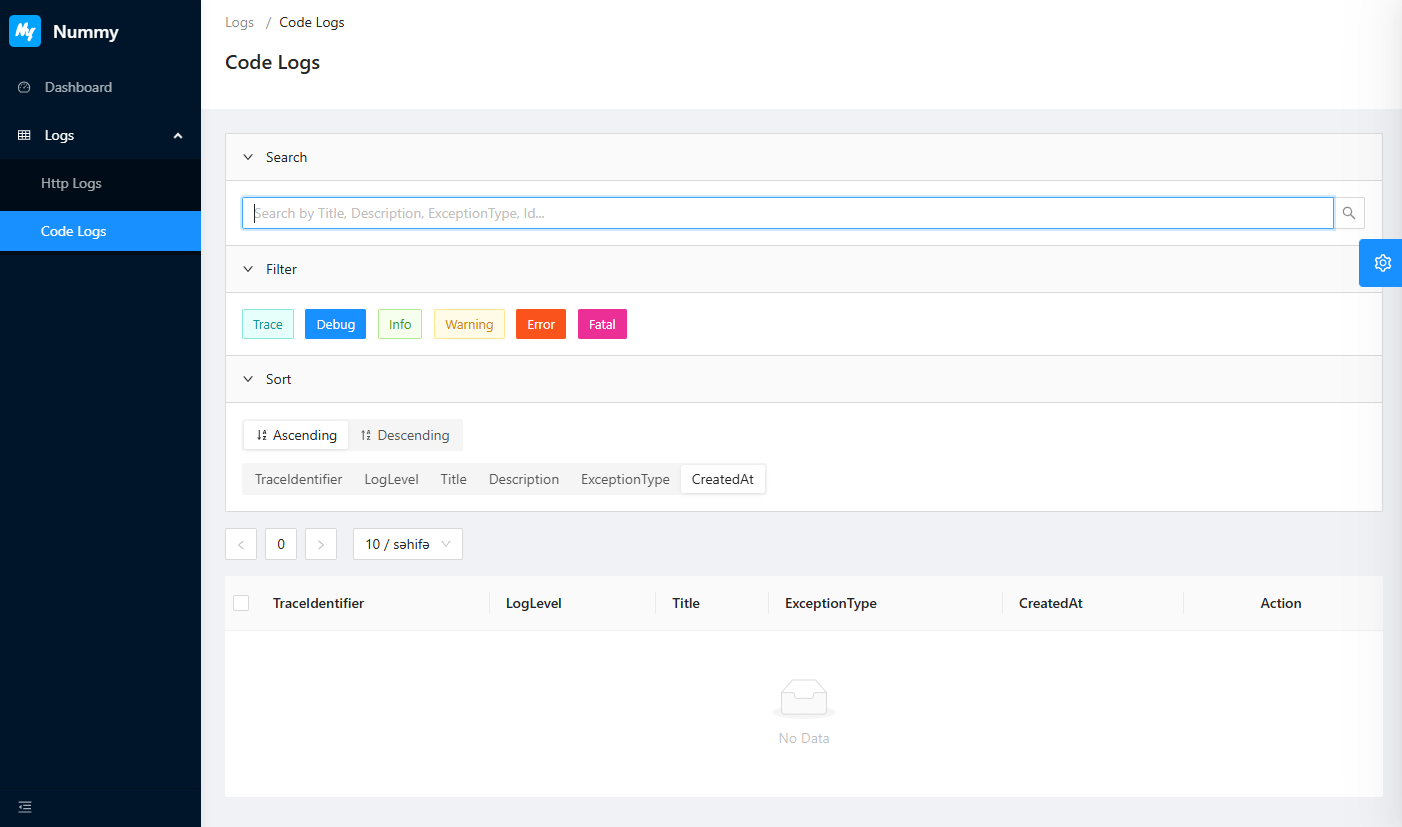 Nummy
Dashboard
Logs
Http Logs
Code Logs
Logs / Code Logs
Code Logs
Search
Search by Title, Description, ExceptionType, Id...
Filter
Trace Debug Info Warning Error Fatal
Sort
Ascending Descending
TraceIdentifier LogLevel Title Description ExceptionType CreatedAt
< 0 > 10 / səhifə
TraceIdentifier LogLevel Title ExceptionType CreatedAt Action
No Data